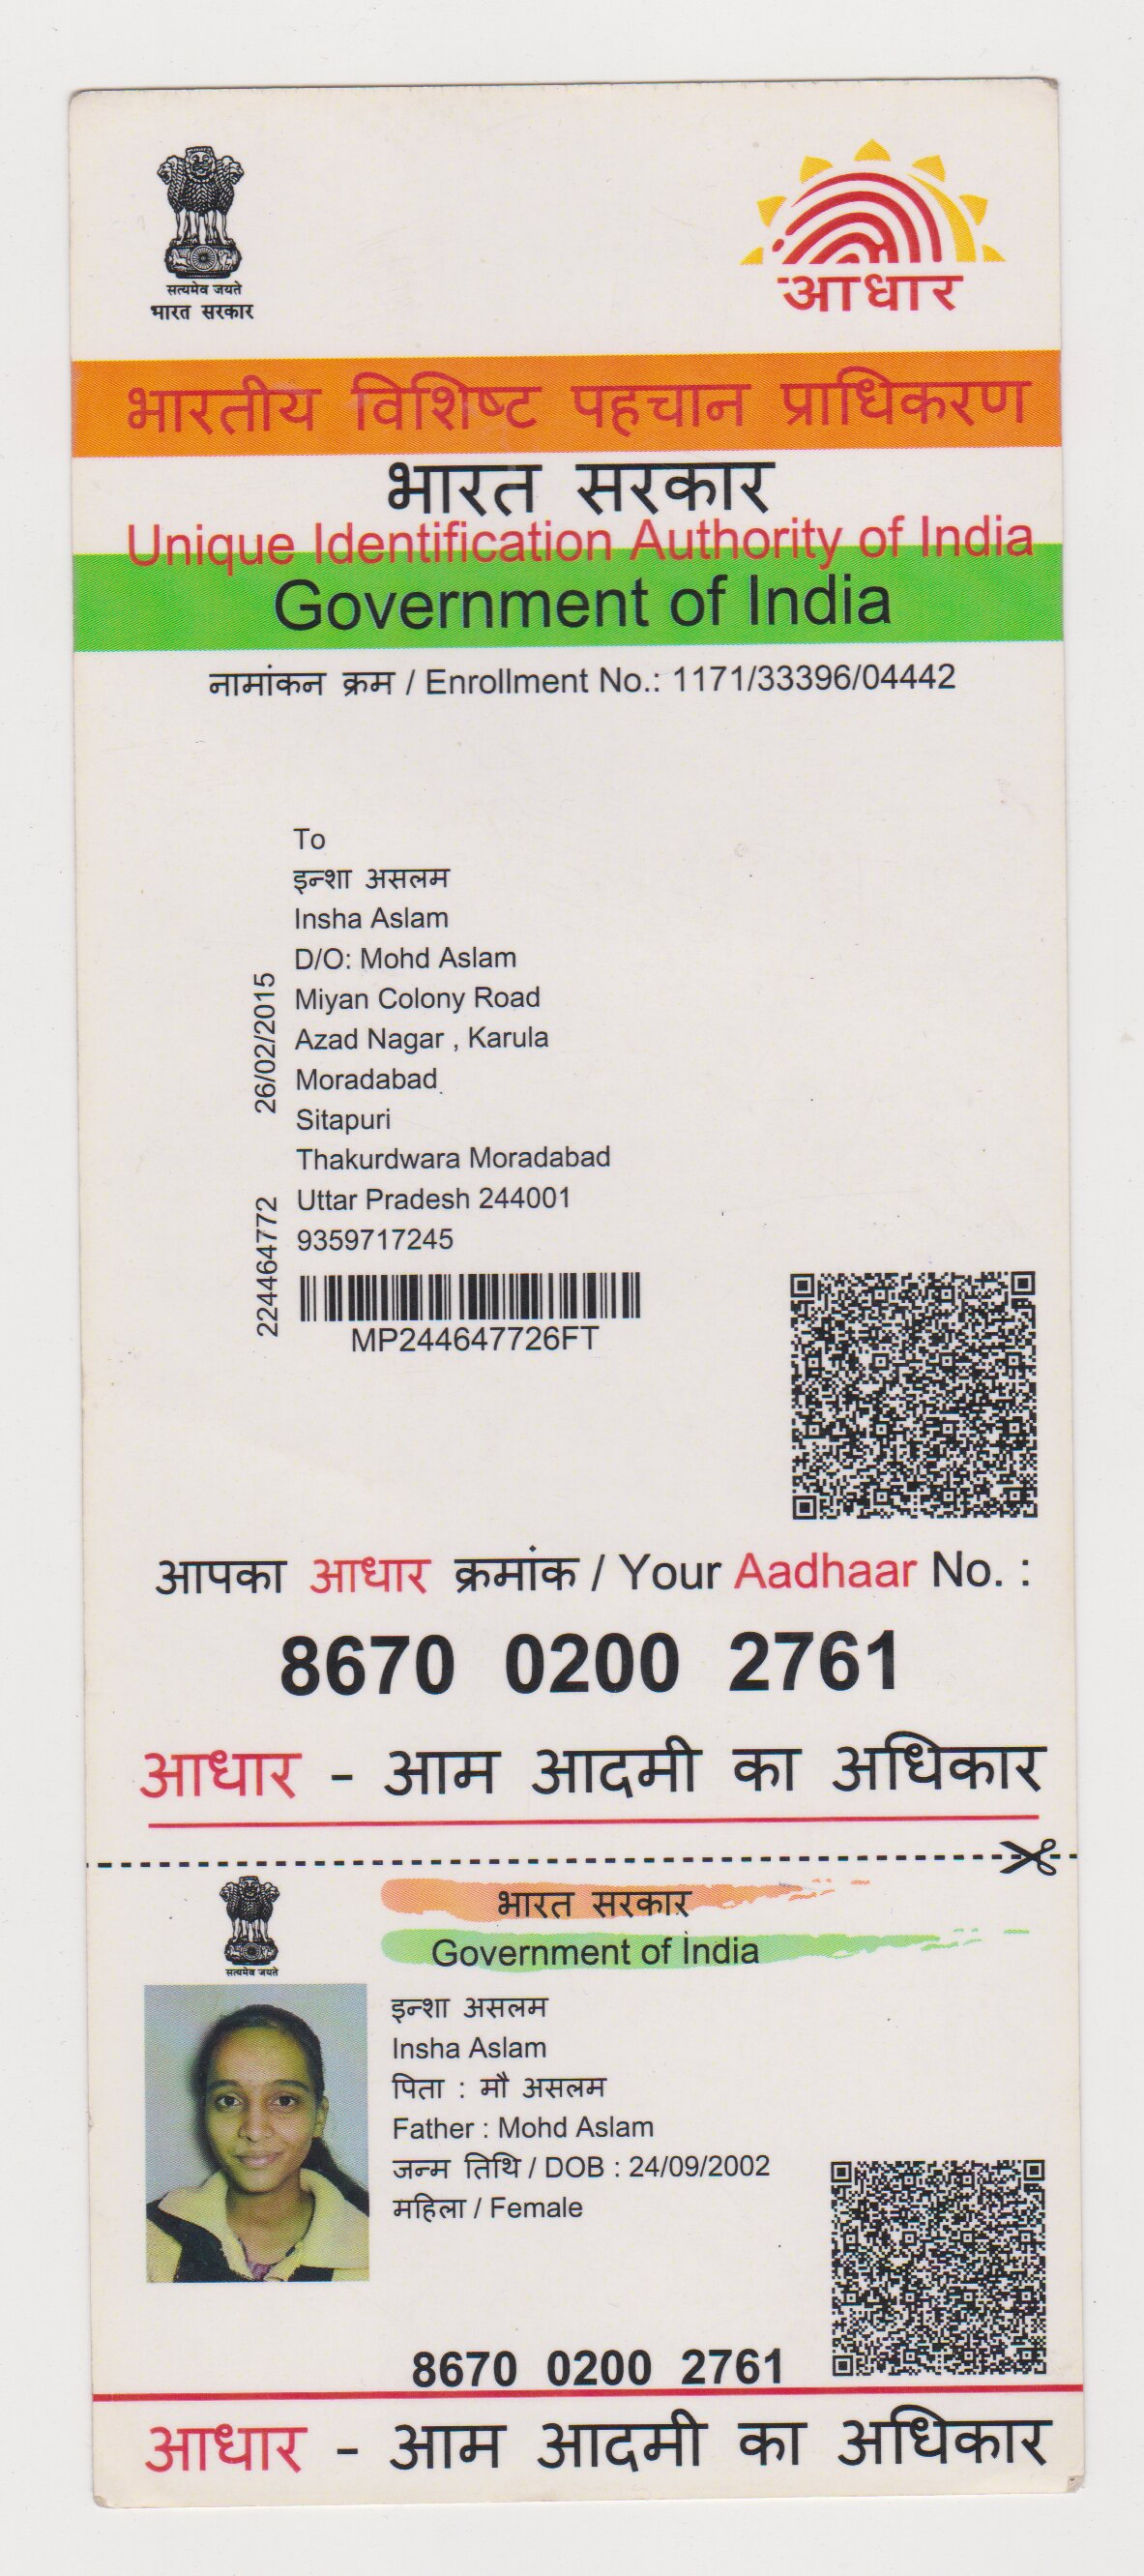 सत्यमेव जयते
भारत सरकार
आधार
भारतीय विशिष्ट पहचान प्राधिकरण
भारत सरकार
Unique Identification Authority of India
Government of India
नामांकन क्रम / Enrollment No.: 1171/33396/04442
To
इन्शा असलम
Insha Aslam
D/O: Mohd Aslam
Miyan Colony Road
Azad Nagar , Karula
Moradabad
Sitapuri
Thakurdwara Moradabad
Uttar Pradesh 244001
9359717245
26/02/2015
224464772
MP244647726FT
आपका आधार क्रमांक / Your Aadhaar No. :
8670 0200 2761
आधार - आम आदमी का अधिकार
सत्यमेव जयते
भारत सरकार
Government of India
इन्शा असलम
Insha Aslam
पिता : मौ असलम
Father : Mohd Aslam
जन्म तिथि / DOB : 24/09/2002
महिला / Female
8670 0200 2761
आधार - आम आदमी का अधिकार